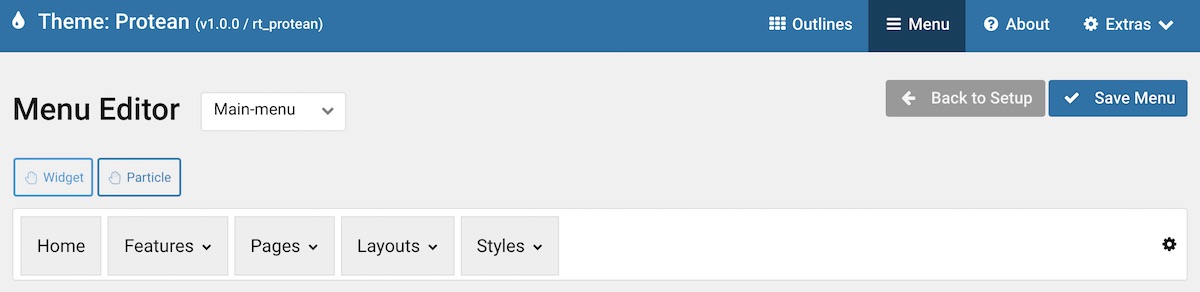 Theme: Protean (v1.0.0 / rt_protean) Outlines Menu About Extras
Menu Editor Main-menu Back to Setup Save Menu
Widget Particle
Home Features Pages Layouts Styles